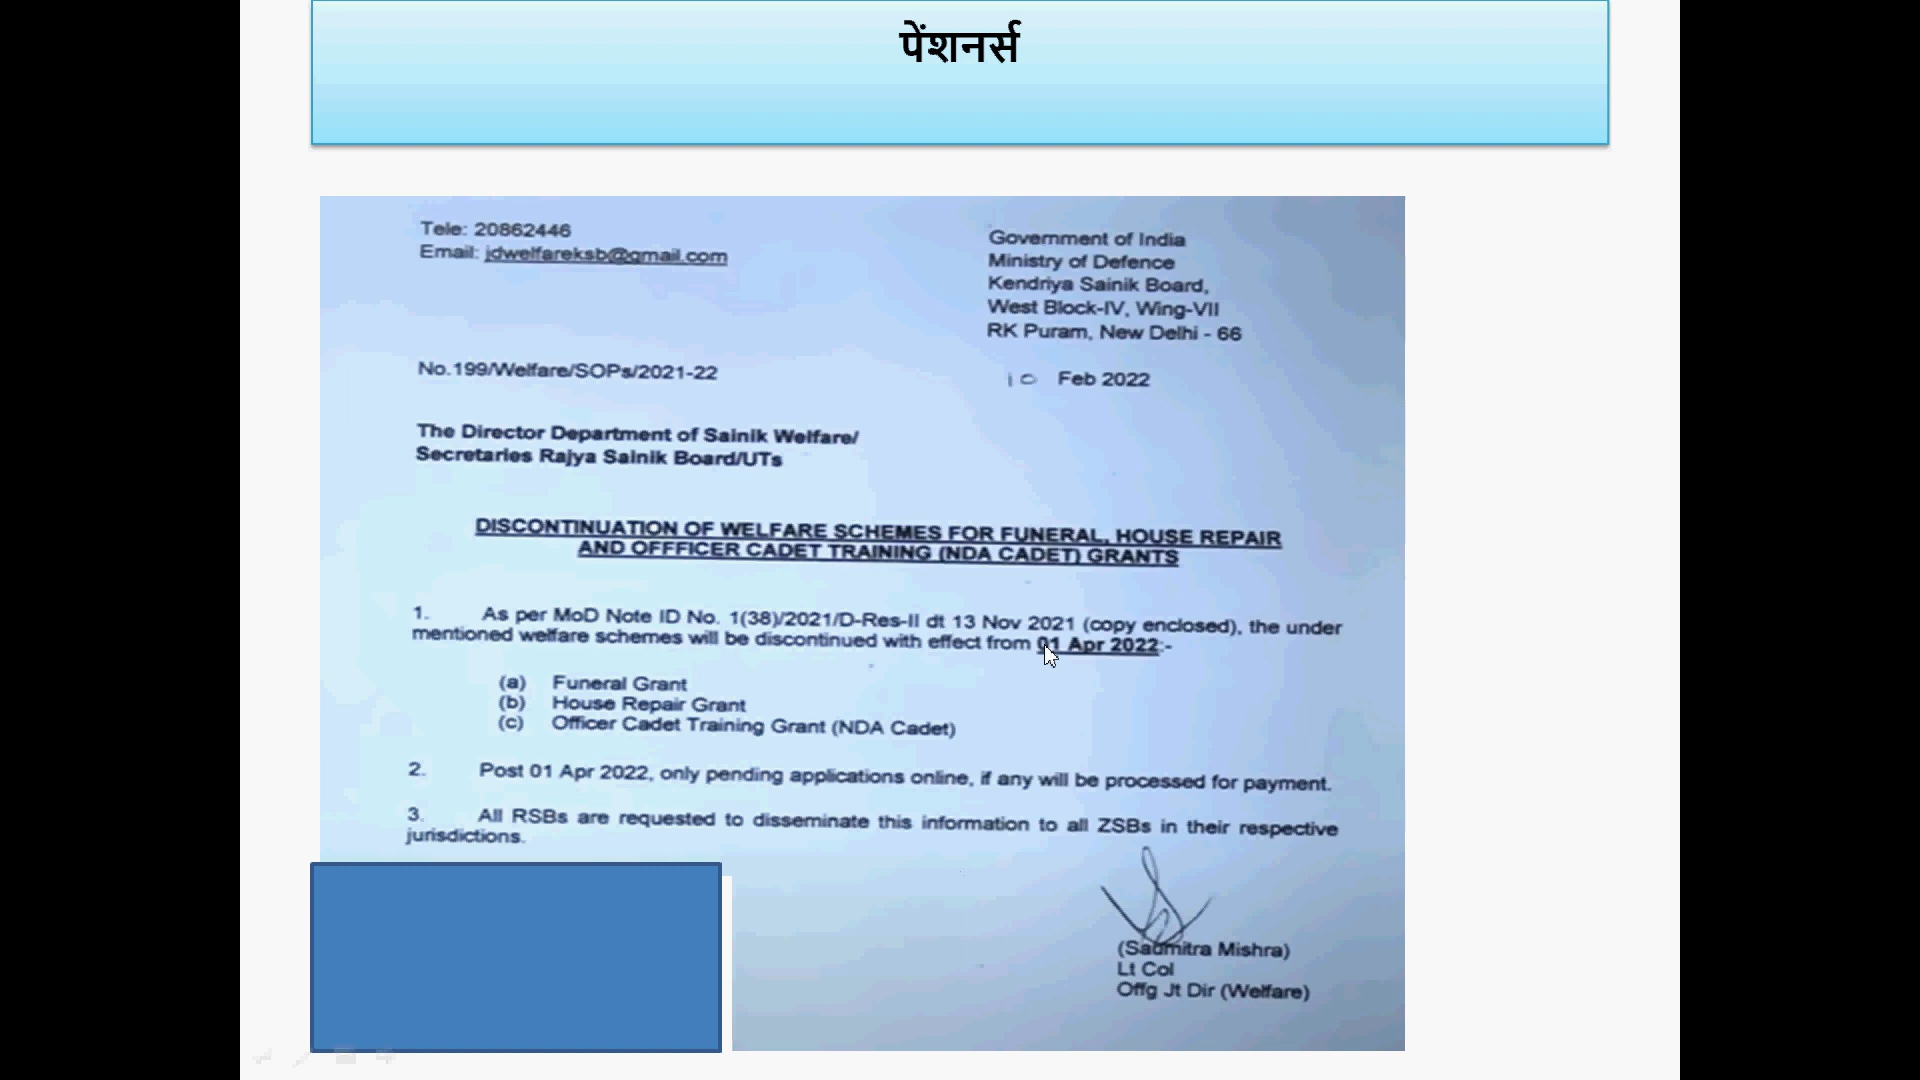 पेंशनर्स
Tele: 20862446
Email: jdwelfareksb@gmail.com
Government of India
Ministry of Defence
Kendriya Sainik Board,
West Block-IV, Wing-VII
RK Puram, New Delhi - 66
No.199/Welfare/SOPs/2021-22
10 Feb 2022
The Director Department of Sainik Welfare/
Secretaries Rajya Sainik Board/UTs
DISCONTINUATION OF WELFARE SCHEMES FOR FUNERAL, HOUSE REPAIR
AND OFFFICER CADET TRAINING (NDA CADET) GRANTS
1. As per MoD Note ID No. 1(38)/2021/D-Res-II dt 13 Nov 2021 (copy enclosed), the under
mentioned welfare schemes will be discontinued with effect from 01 Apr 2022:-
(a) Funeral Grant
(b) House Repair Grant
(c) Officer Cadet Training Grant (NDA Cadet)
2. Post 01 Apr 2022, only pending applications online, if any will be processed for payment.
3. All RSBs are requested to disseminate this information to all ZSBs in their respective
jurisdictions.
(Saumitra Mishra)
Lt Col
Offg Jt Dir (Welfare)